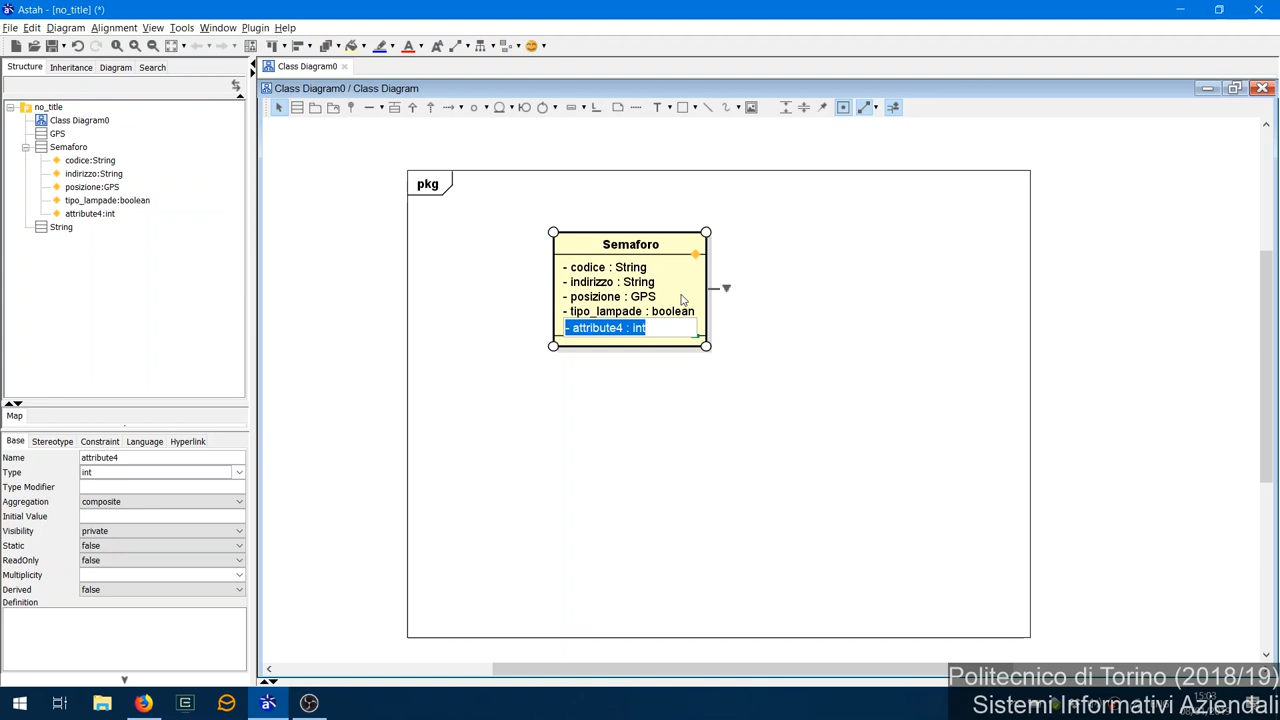 Astah - [no_title] (*)
File Edit Diagram Alignment View Tools Window Plugin Help
Structure Inheritance Diagram Search
Class Diagram0
Class Diagram0 / Class Diagram
no_title
Class Diagram0
GPS
Semaforo
codice:String
indirizzo:String
posizione:GPS
tipo_lampade:boolean
attribute4:int
String
pkg
Semaforo
- codice : String
- indirizzo : String
- posizione : GPS
- tipo_lampade : boolean
- attribute4 : int
Map
Base Stereotype Constraint Language Hyperlink
Name attribute4
Type int
Type Modifier
Aggregation composite
Initial Value
Visibility private
Static false
ReadOnly false
Multiplicity
Derived false
Definition
Politecnico di Torino (2018/19)
15:03
Sistemi Informativi Aziendali